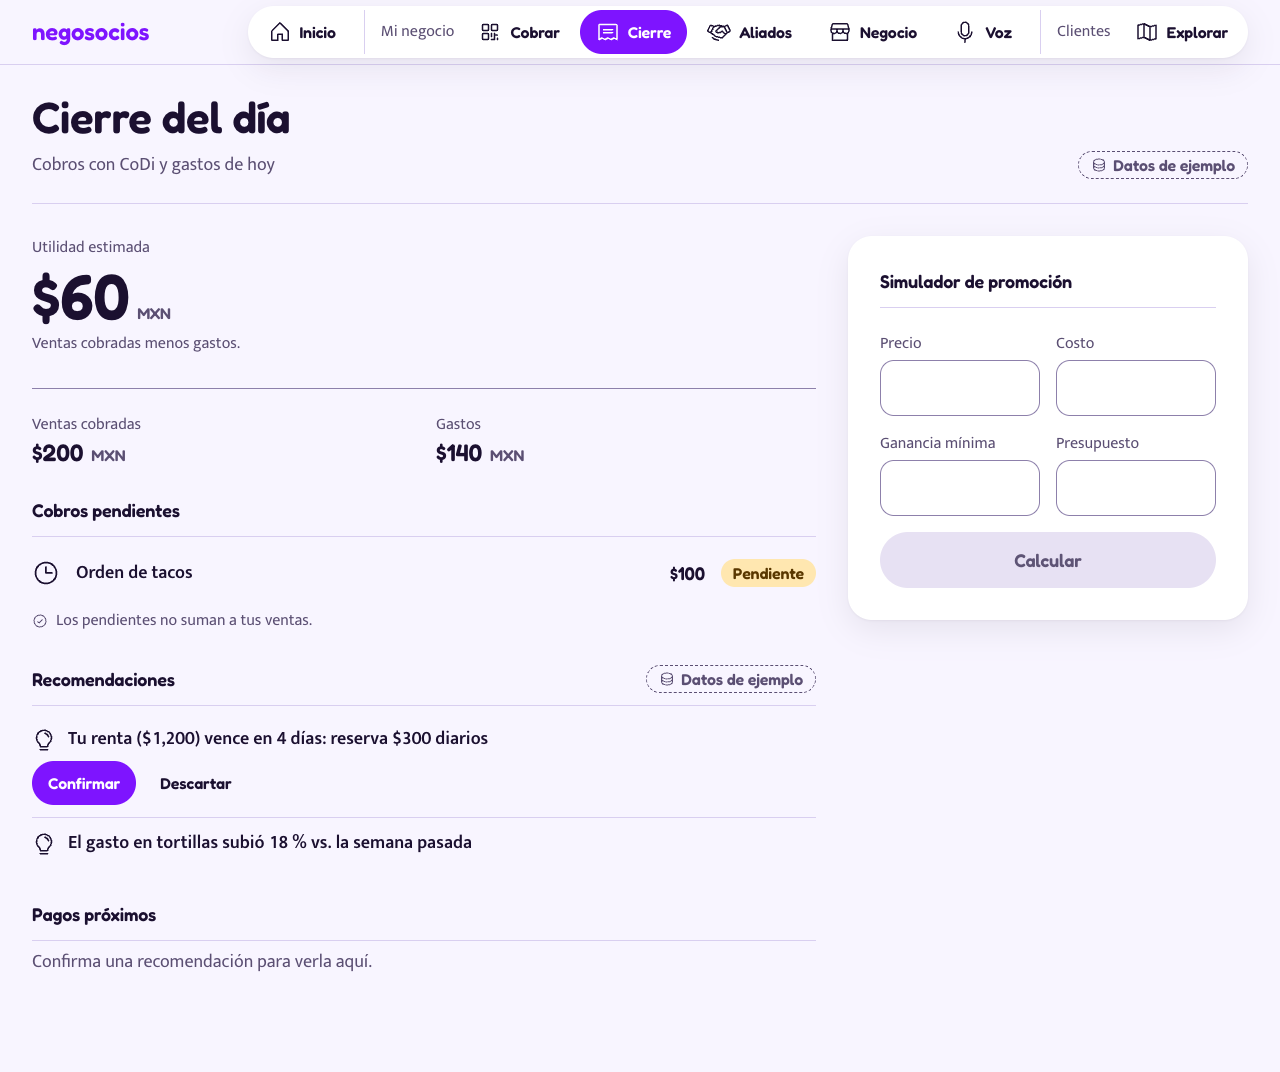 negosocios
Inicio
Mi negocio
Cobrar
Cierre
Aliados
Negocio
Voz
Clientes
Explorar
Cierre del día
Cobros con CoDi y gastos de hoy
Datos de ejemplo
Utilidad estimada
$60 MXN
Ventas cobradas menos gastos.
Ventas cobradas
$200 MXN
Gastos
$140 MXN
Cobros pendientes
Orden de tacos
$100
Pendiente
Los pendientes no suman a tus ventas.
Recomendaciones
Datos de ejemplo
Tu renta ($1,200) vence en 4 días: reserva $300 diarios
Confirmar
Descartar
El gasto en tortillas subió 18 % vs. la semana pasada
Pagos próximos
Confirma una recomendación para verla aquí.
Simulador de promoción
Precio
Costo
Ganancia mínima
Presupuesto
Calcular